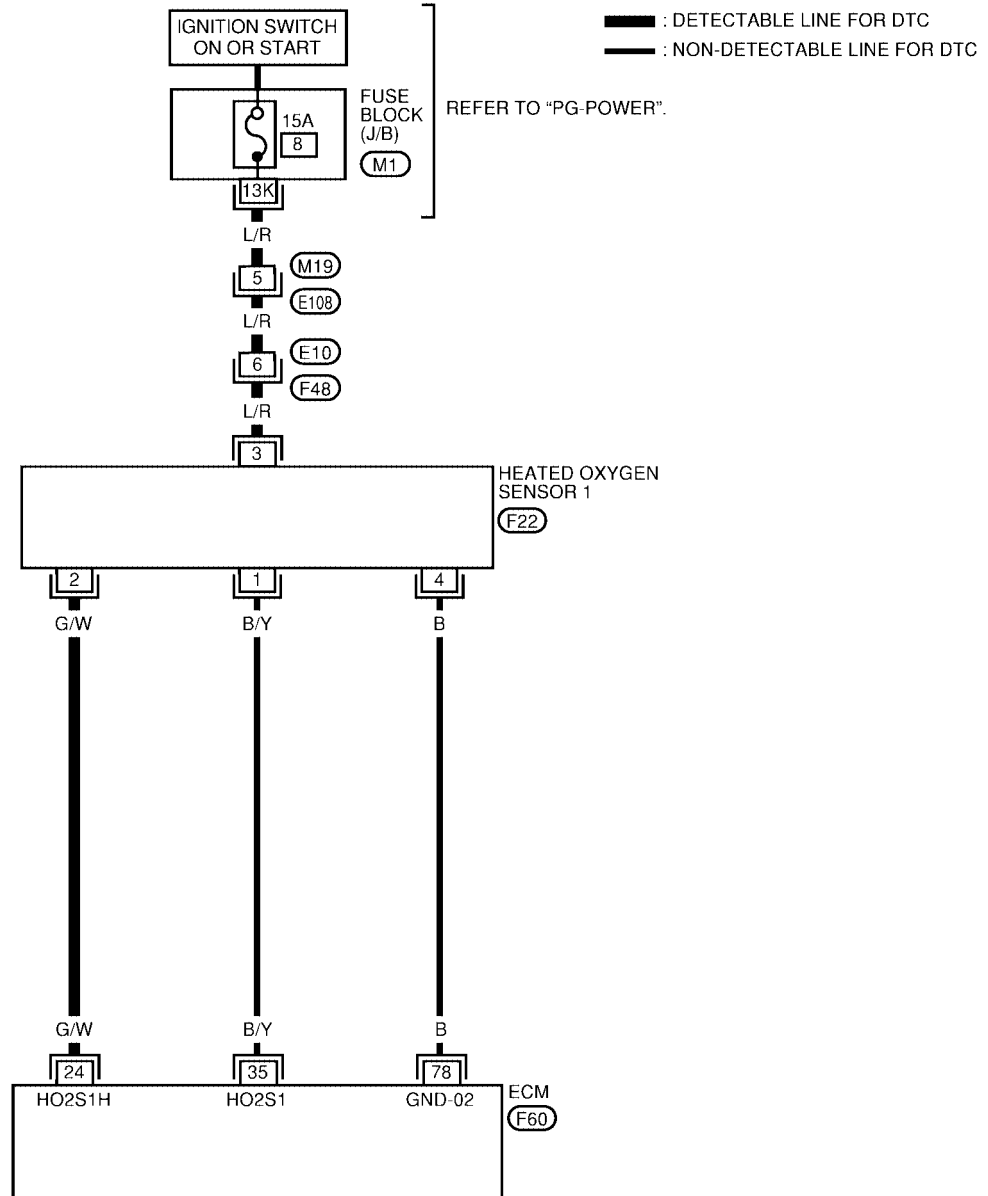 IGNITION SWITCH
ON OR START
: DETECTABLE LINE FOR DTC
: NON-DETECTABLE LINE FOR DTC
FUSE
BLOCK
(J/B)
M1
15A
8
REFER TO “PG-POWER”.
13K
L/R
5
M19
E108
L/R
6
E10
F48
L/R
3
HEATED OXYGEN
SENSOR 1
F22
2
1
4
G/W
B/Y
B
G/W
B/Y
B
24
35
78
HO2S1H
HO2S1
GND-02
ECM
F60